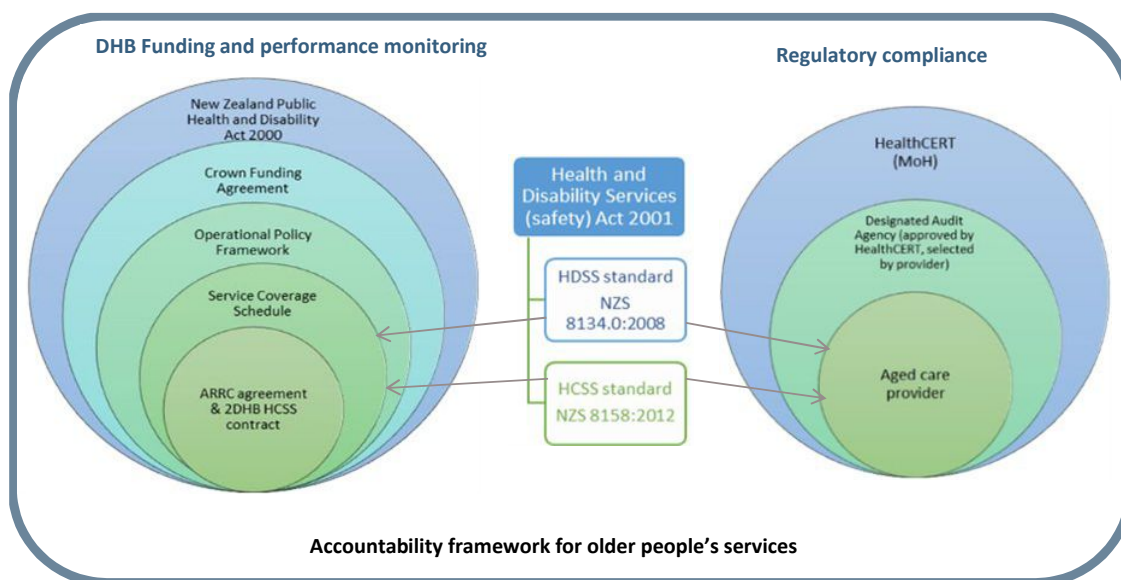 DHB Funding and performance monitoring
New Zealand Public
Health and Disability
Act 2000
Crown Funding
Agreement
Operational Policy
Framework
Service Coverage
Schedule
ARRC agreement
& 2DHB HCSS
contract
Health and
Disability Services
(safety) Act 2001
HDSS standard
NZS
8134.0:2008
HCSS standard
NZS 8158:2012
Regulatory compliance
HealthCERT
(MoH)
Designated Audit
Agency (approved by
HealthCERT, selected
by provider)
Aged care
provider
Accountability framework for older people’s services